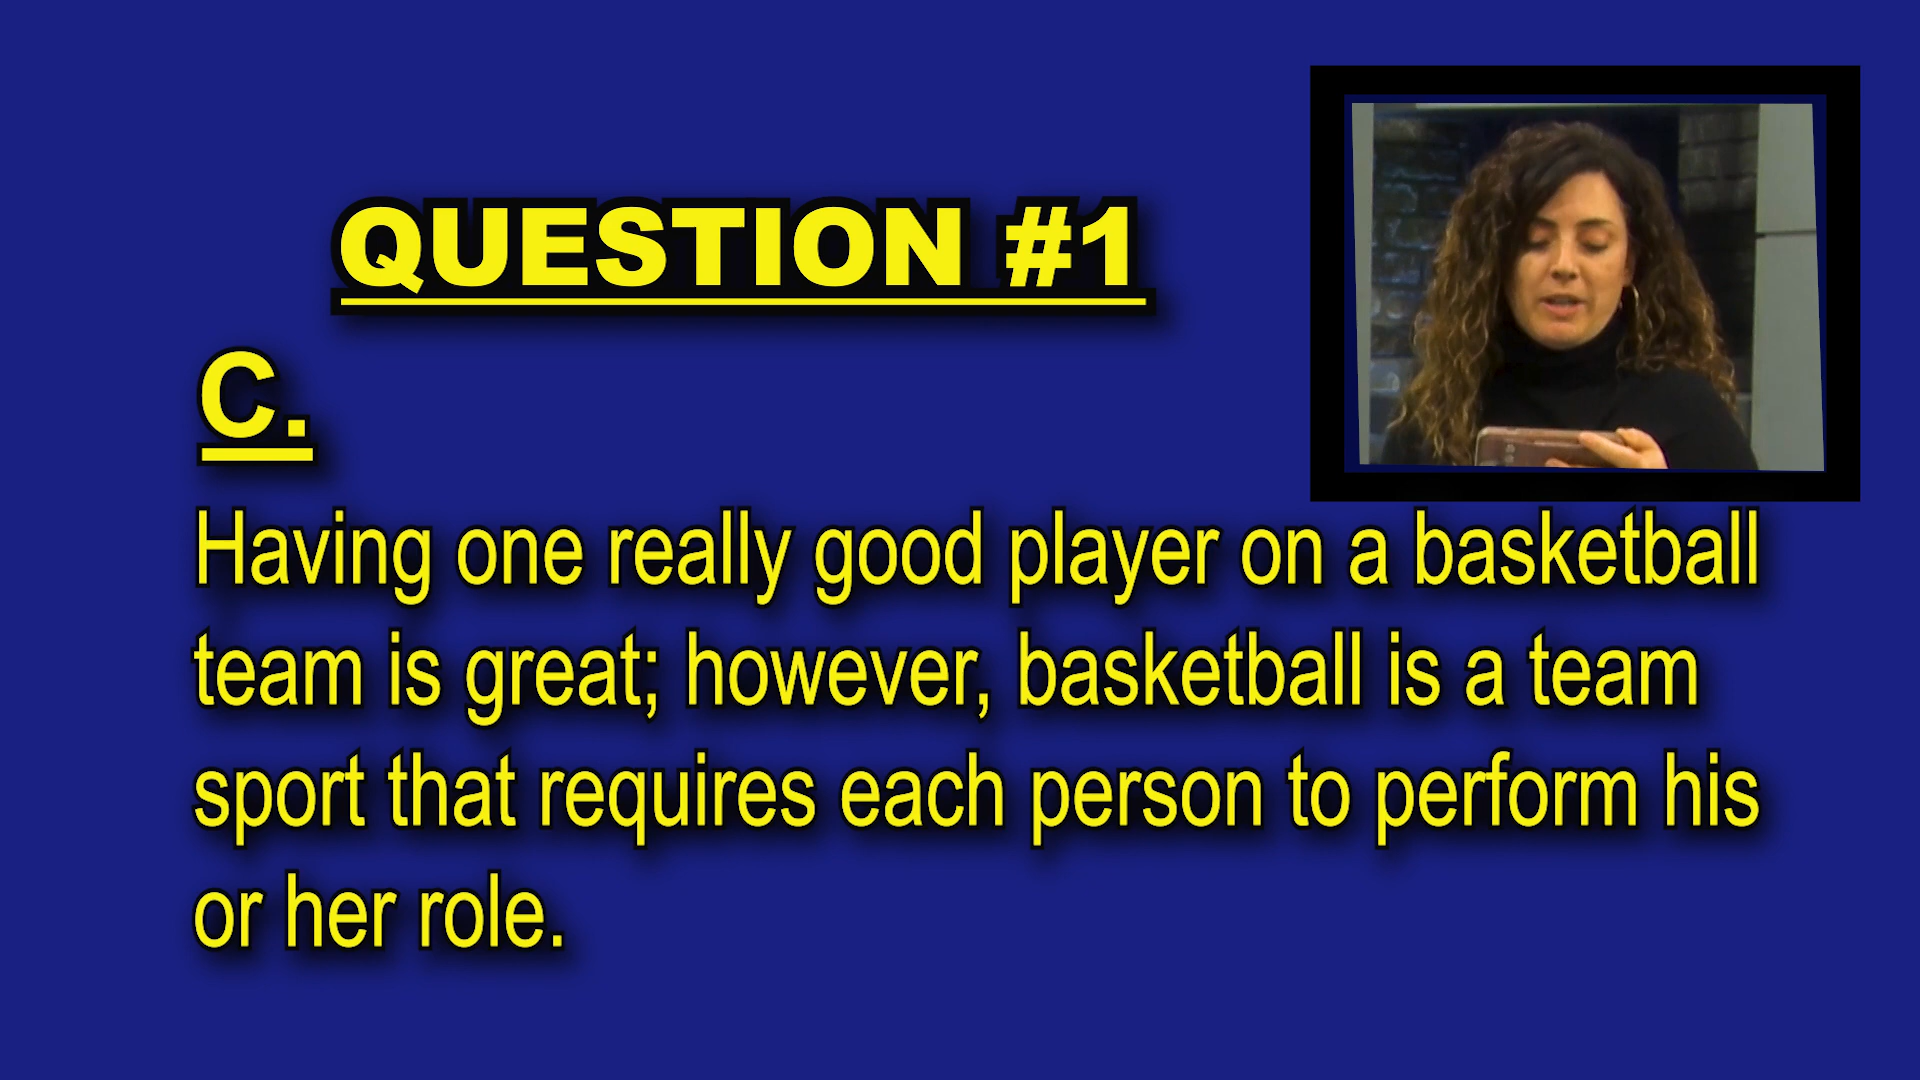 QUESTION #1
C.
Having one really good player on a basketball
team is great; however, basketball is a team
sport that requires each person to perform his
or her role.